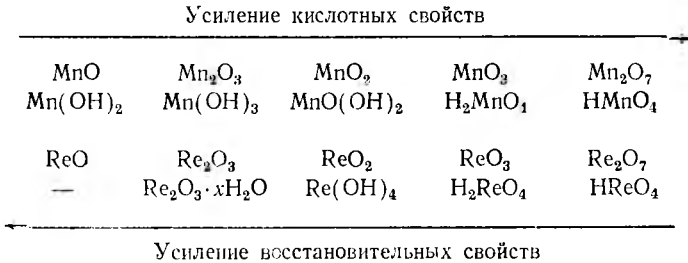 Усиление кислотных свойств
MnO Mn₂O₃ MnO₂ MnO₃ Mn₂O₇
Mn(OH)₂ Mn(OH)₃ MnO(OH)₂ H₂MnO₄ HMnO₄
ReO Re₂O₃ ReO₂ ReO₃ Re₂O₇
— Re₂O₃·xH₂O Re(OH)₄ H₂ReO₄ HReO₄
Усиление восстановительных свойств